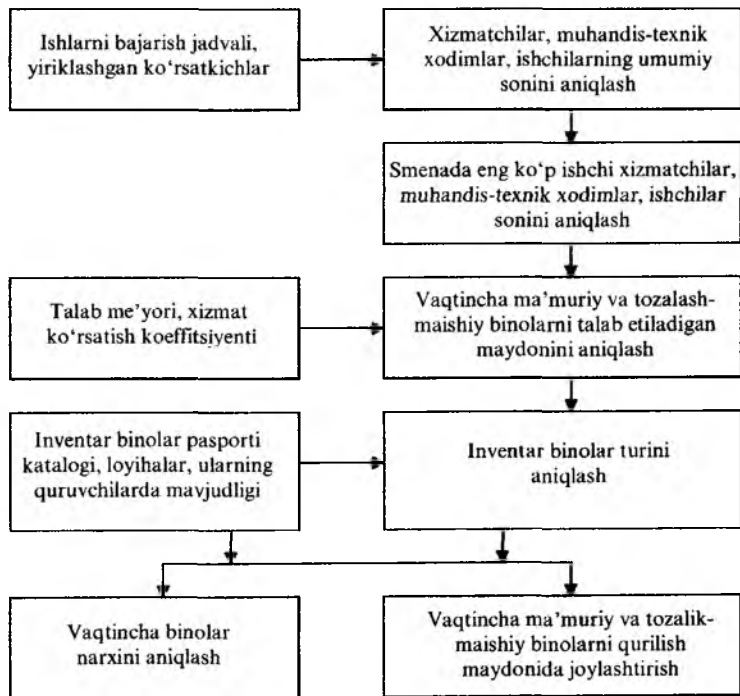 Ishlarni bajarish jadvali,
yiriklashgan ko‘rsatkichlar
Xizmatchilar, muhandis-texnik
xodimlar, ishchilarning umumiy
sonini aniqlash
Smenada eng ko‘p ishchi xizmatchilar,
muhandis-texnik xodimlar, ishchilar
sonini aniqlash
Talab me’yori, xizmat
ko‘rsatish koeffitsiyenti
Vaqtincha ma’muriy va tozalash-
maishiy binolarni talab etiladigan
maydonini aniqlash
Inventar binolar pasporti
katalogi, loyihalar, ularning
quruvchilarda mavjudligi
Inventar binolar turini
aniqlash
Vaqtincha binolar
narxini aniqlash
Vaqtincha ma’muriy va tozalik-
maishiy binolarni qurilish
maydonida joylashtirish